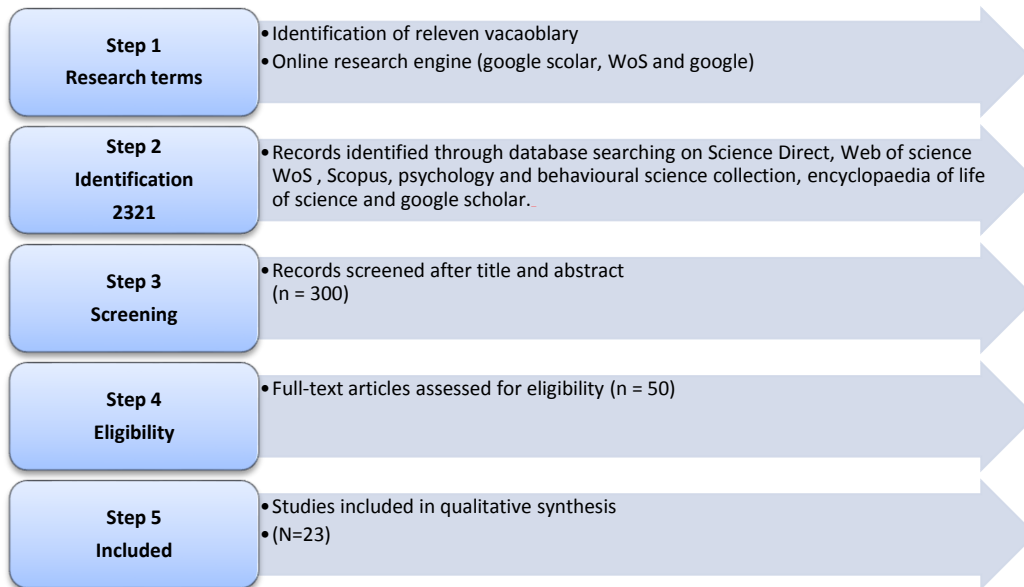 Step 1
Research terms
•Identification of releven vacaoblary
•Online research engine (google scolar, WoS and google)
Step 2
Identification
2321
•Records identified through database searching on Science Direct, Web of science
WoS , Scopus, psychology and behavioural science collection, encyclopaedia of life
of science and google scholar.
Step 3
Screening
•Records screened after title and abstract
(n = 300)
Step 4
Eligibility
•Full-text articles assessed for eligibility (n = 50)
Step 5
Included
•Studies included in qualitative synthesis
•(N=23)